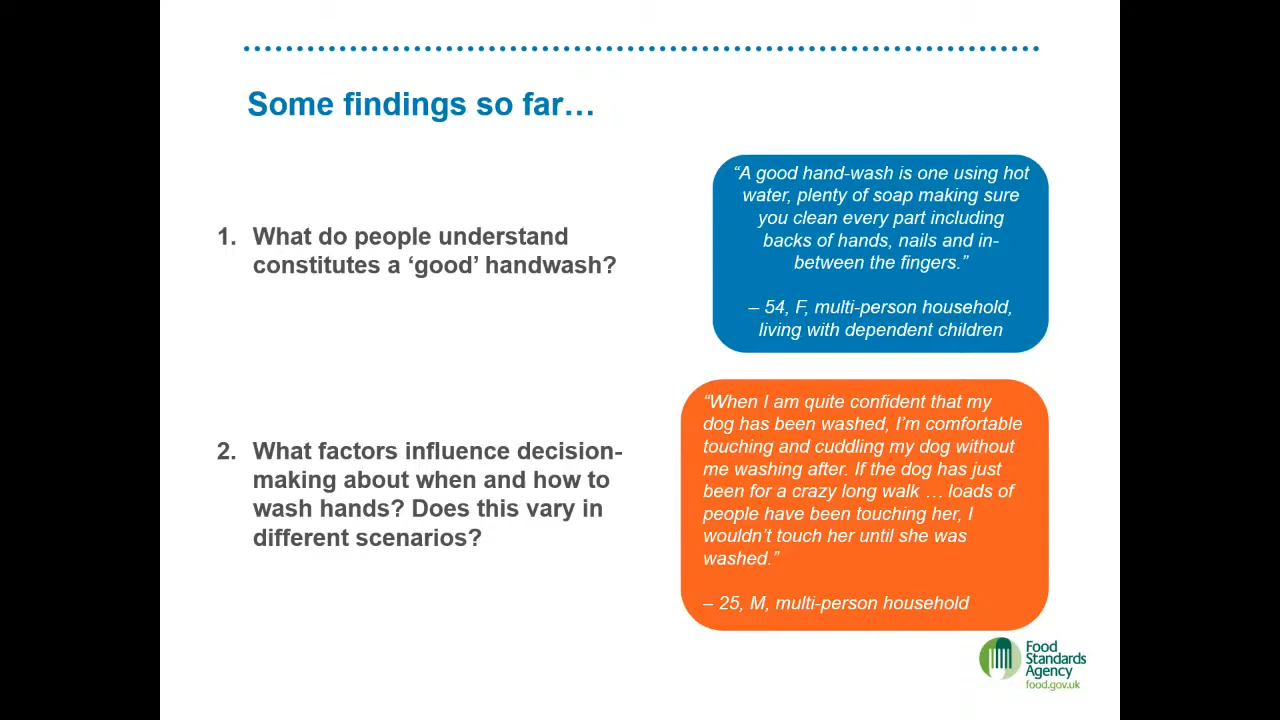 Some findings so far…
1. What do people understand
constitutes a ‘good’ handwash?
“A good hand-wash is one using hot
water, plenty of soap making sure
you clean every part including
backs of hands, nails and in-
between the fingers.”
– 54, F, multi-person household,
living with dependent children
2. What factors influence decision-
making about when and how to
wash hands? Does this vary in
different scenarios?
“When I am quite confident that my
dog has been washed, I’m comfortable
touching and cuddling my dog without
me washing after. If the dog has just
been for a crazy long walk … loads of
people have been touching her, I
wouldn’t touch her until she was
washed.”
– 25, M, multi-person household
Food
Standards
Agency
food.gov.uk